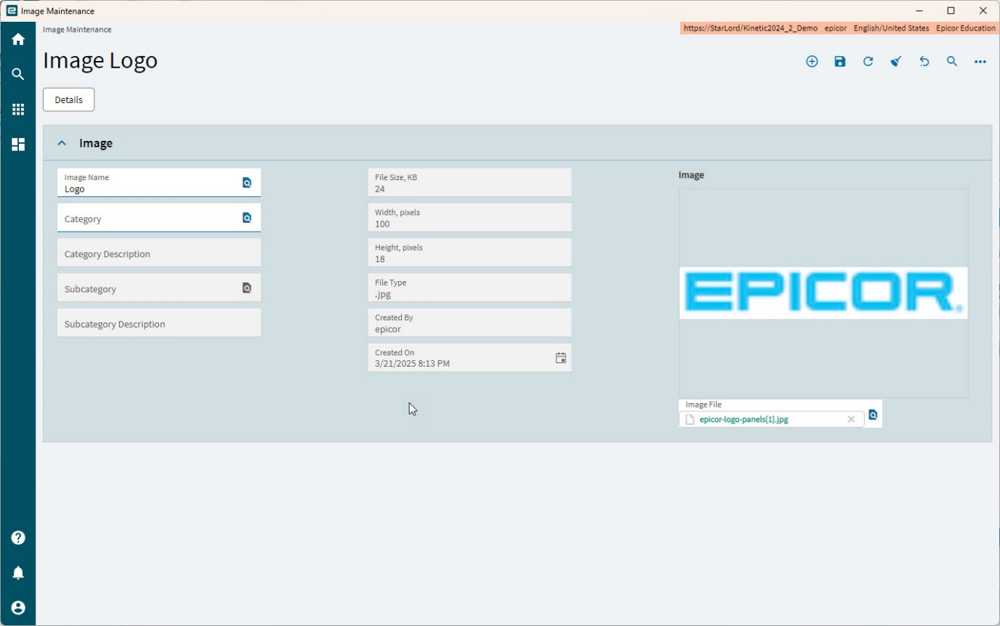 Image Maintenance
Image Maintenance
https://StarLord/Kinetic2024_2_Demo epicor English/United States Epicor Education
Image Logo
Details
Image
Image Name
Logo
Category
Category Description
Subcategory
Subcategory Description
File Size, KB
24
Width, pixels
100
Height, pixels
18
File Type
.jpg
Created By
epicor
Created On
3/21/2025 8:13 PM
Image
EPICOR.
Image File
epicor-logo-panels[1].jpg